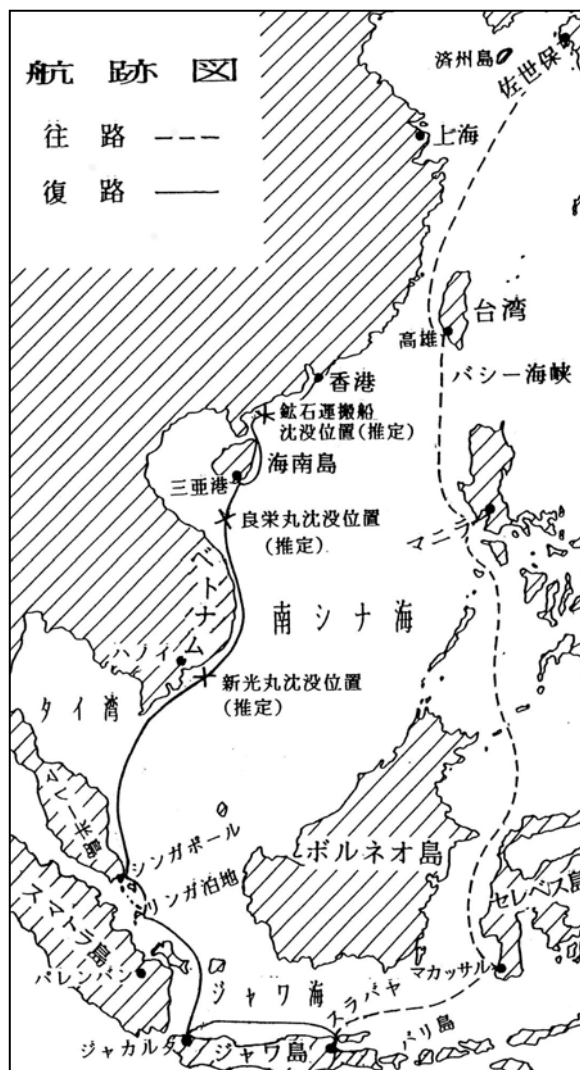 航跡図
往路
復路
済州島
佐世保
上海
台湾
高雄
バシー海峡
香港
鉱石運搬船
沈没位置(推定)
海南島
三亜港
良栄丸沈没位置
(推定)
マニラ
ベトナム
南シナ海
ハノイ
新光丸沈没位置
(推定)
タイ湾
マレー半島
シンガポール
リンガ泊地
ボルネオ島
セレベス島
スマトラ島
パレンバン
マカッサル
ジャワ海
スラバヤ
バリ島
ジャカルタ
ジャワ島